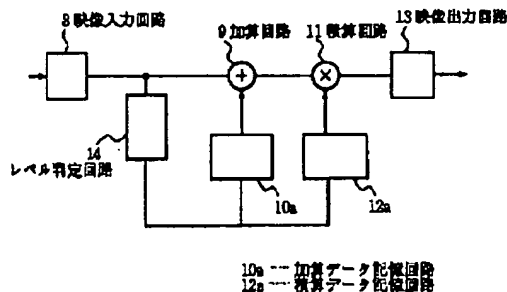 8 映像入力回路
9 加算回路
11 積算回路
13 映像出力回路
14
レベル判定回路
10a
12a
10a --- 加算データ記憶回路
12a --- 積算データ記憶回路